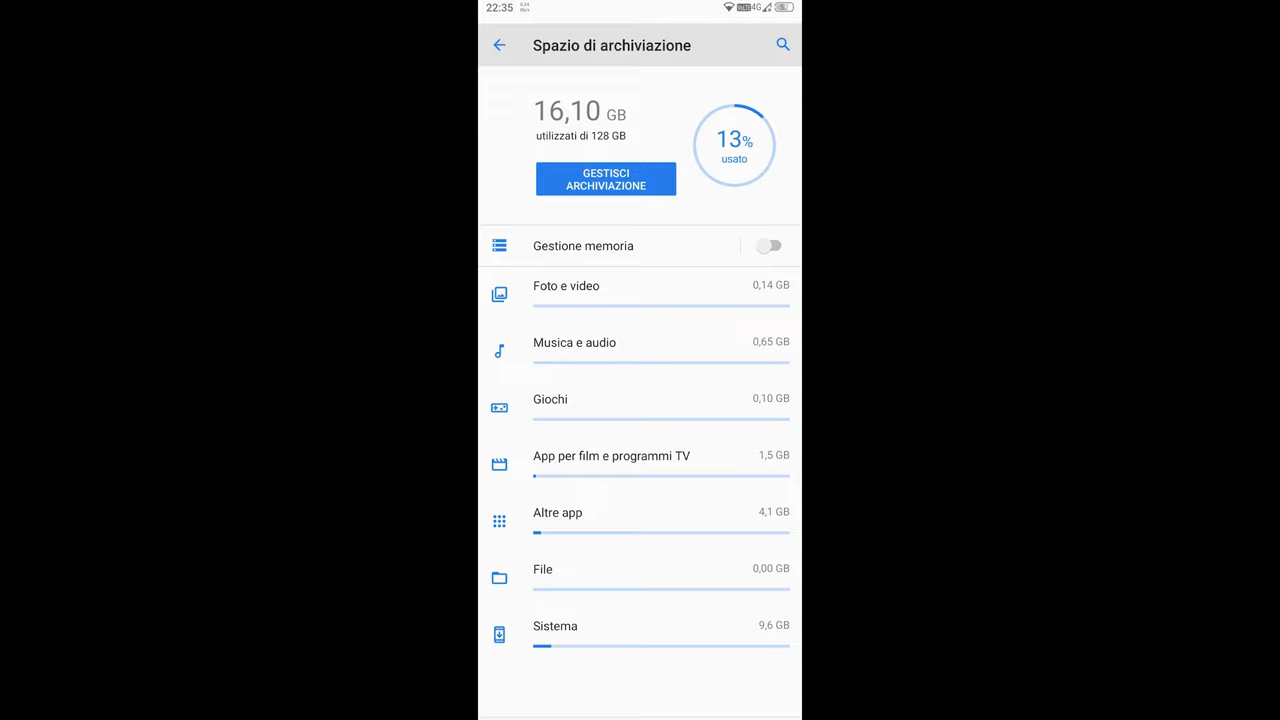 22:35
Spazio di archiviazione
16,10 GB
utilizzati di 128 GB
13%
usato
GESTISCI
ARCHIVIAZIONE
Gestione memoria
Foto e video 0,14 GB
Musica e audio 0,65 GB
Giochi 0,10 GB
App per film e programmi TV 1,5 GB
Altre app 4,1 GB
File 0,00 GB
Sistema 9,6 GB